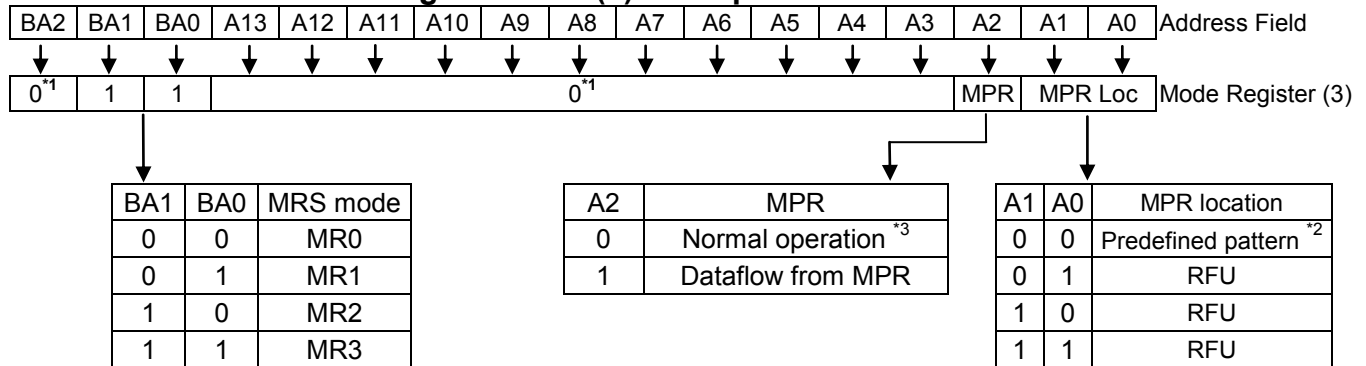 BA2 BA1 BA0 A13 A12 A11 A10 A9 A8 A7 A6 A5 A4 A3 A2 A1 A0 Address Field
0*1 1 1 0*1 MPR MPR Loc Mode Register (3)
BA1 BA0 MRS mode
0 0 MR0
0 1 MR1
1 0 MR2
1 1 MR3
A2 MPR
0 Normal operation *3
1 Dataflow from MPR
A1 A0 MPR location
0 0 Predefined pattern *2
0 1 RFU
1 0 RFU
1 1 RFU